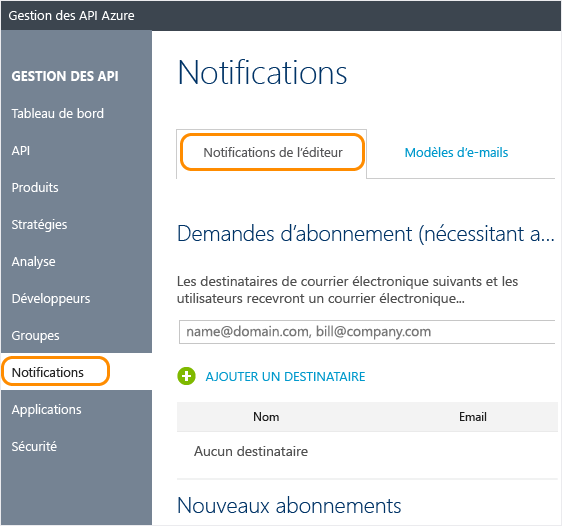 Gestion des API Azure
GESTION DES API
Tableau de bord
API
Produits
Stratégies
Analyse
Développeurs
Groupes
Notifications
Applications
Sécurité
Notifications
Notifications de l'éditeur
Modèles d'e-mails
Demandes d'abonnement (nécessitant a...
Les destinataires de courrier électronique suivants et les
utilisateurs recevront un courrier électronique...
name@domain.com, bill@company.com
AJOUTER UN DESTINATAIRE
Nom Email
Aucun destinataire
Nouveaux abonnements